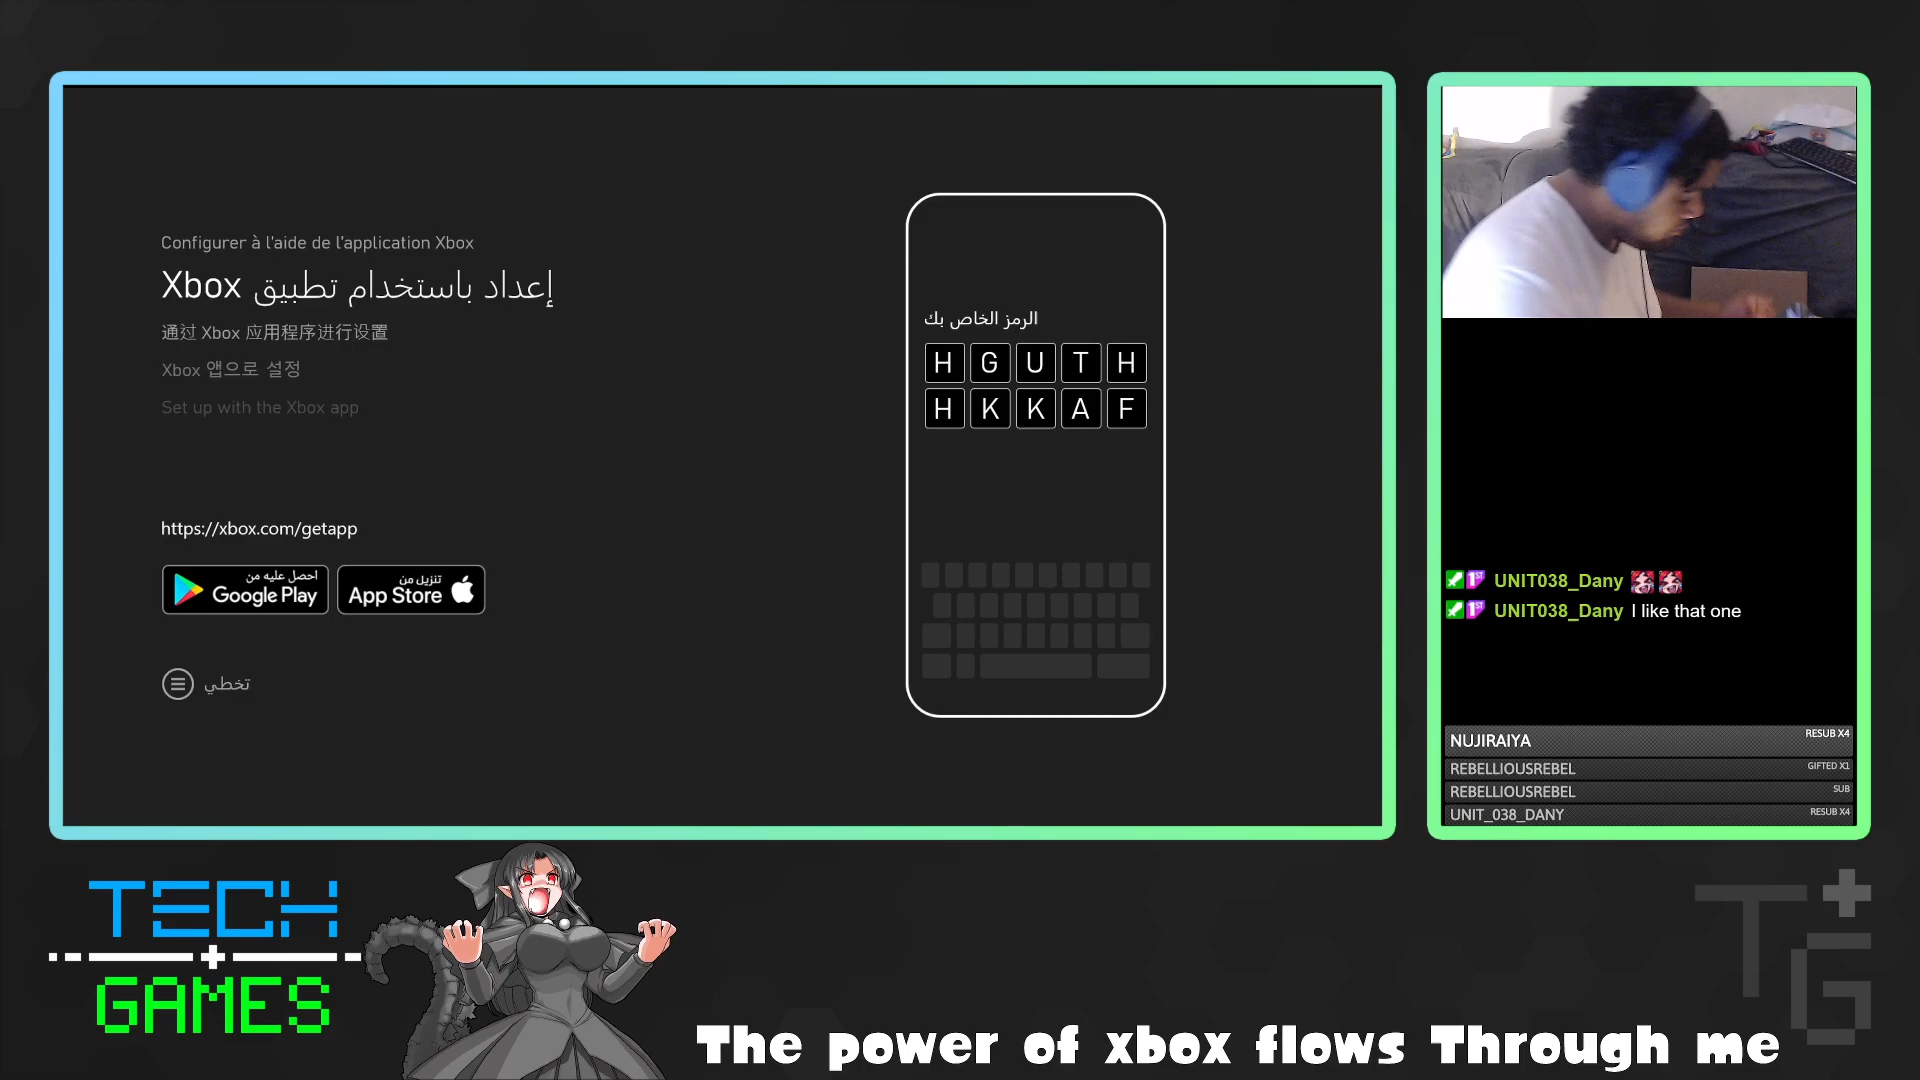 Configurer à l'aide de l'application Xbox
إعداد باستخدام تطبيق Xbox
通过 Xbox 应用程序进行设置
Xbox 앱으로 설정
Set up with the Xbox app
https://xbox.com/getapp
احصل عليه من
Google Play
تنزيل من
App Store
تخطي
الرمز الخاص بك
H G U T H
H K K A F
UNIT038_Dany
UNIT038_Dany I like that one
NUJIRAIYA RESUB X4
REBELLIOUSREBEL GIFTED X1
REBELLIOUSREBEL SUB
UNIT_038_DANY RESUB X4
TECH
GAMES
The power of xbox flows Through me
TG